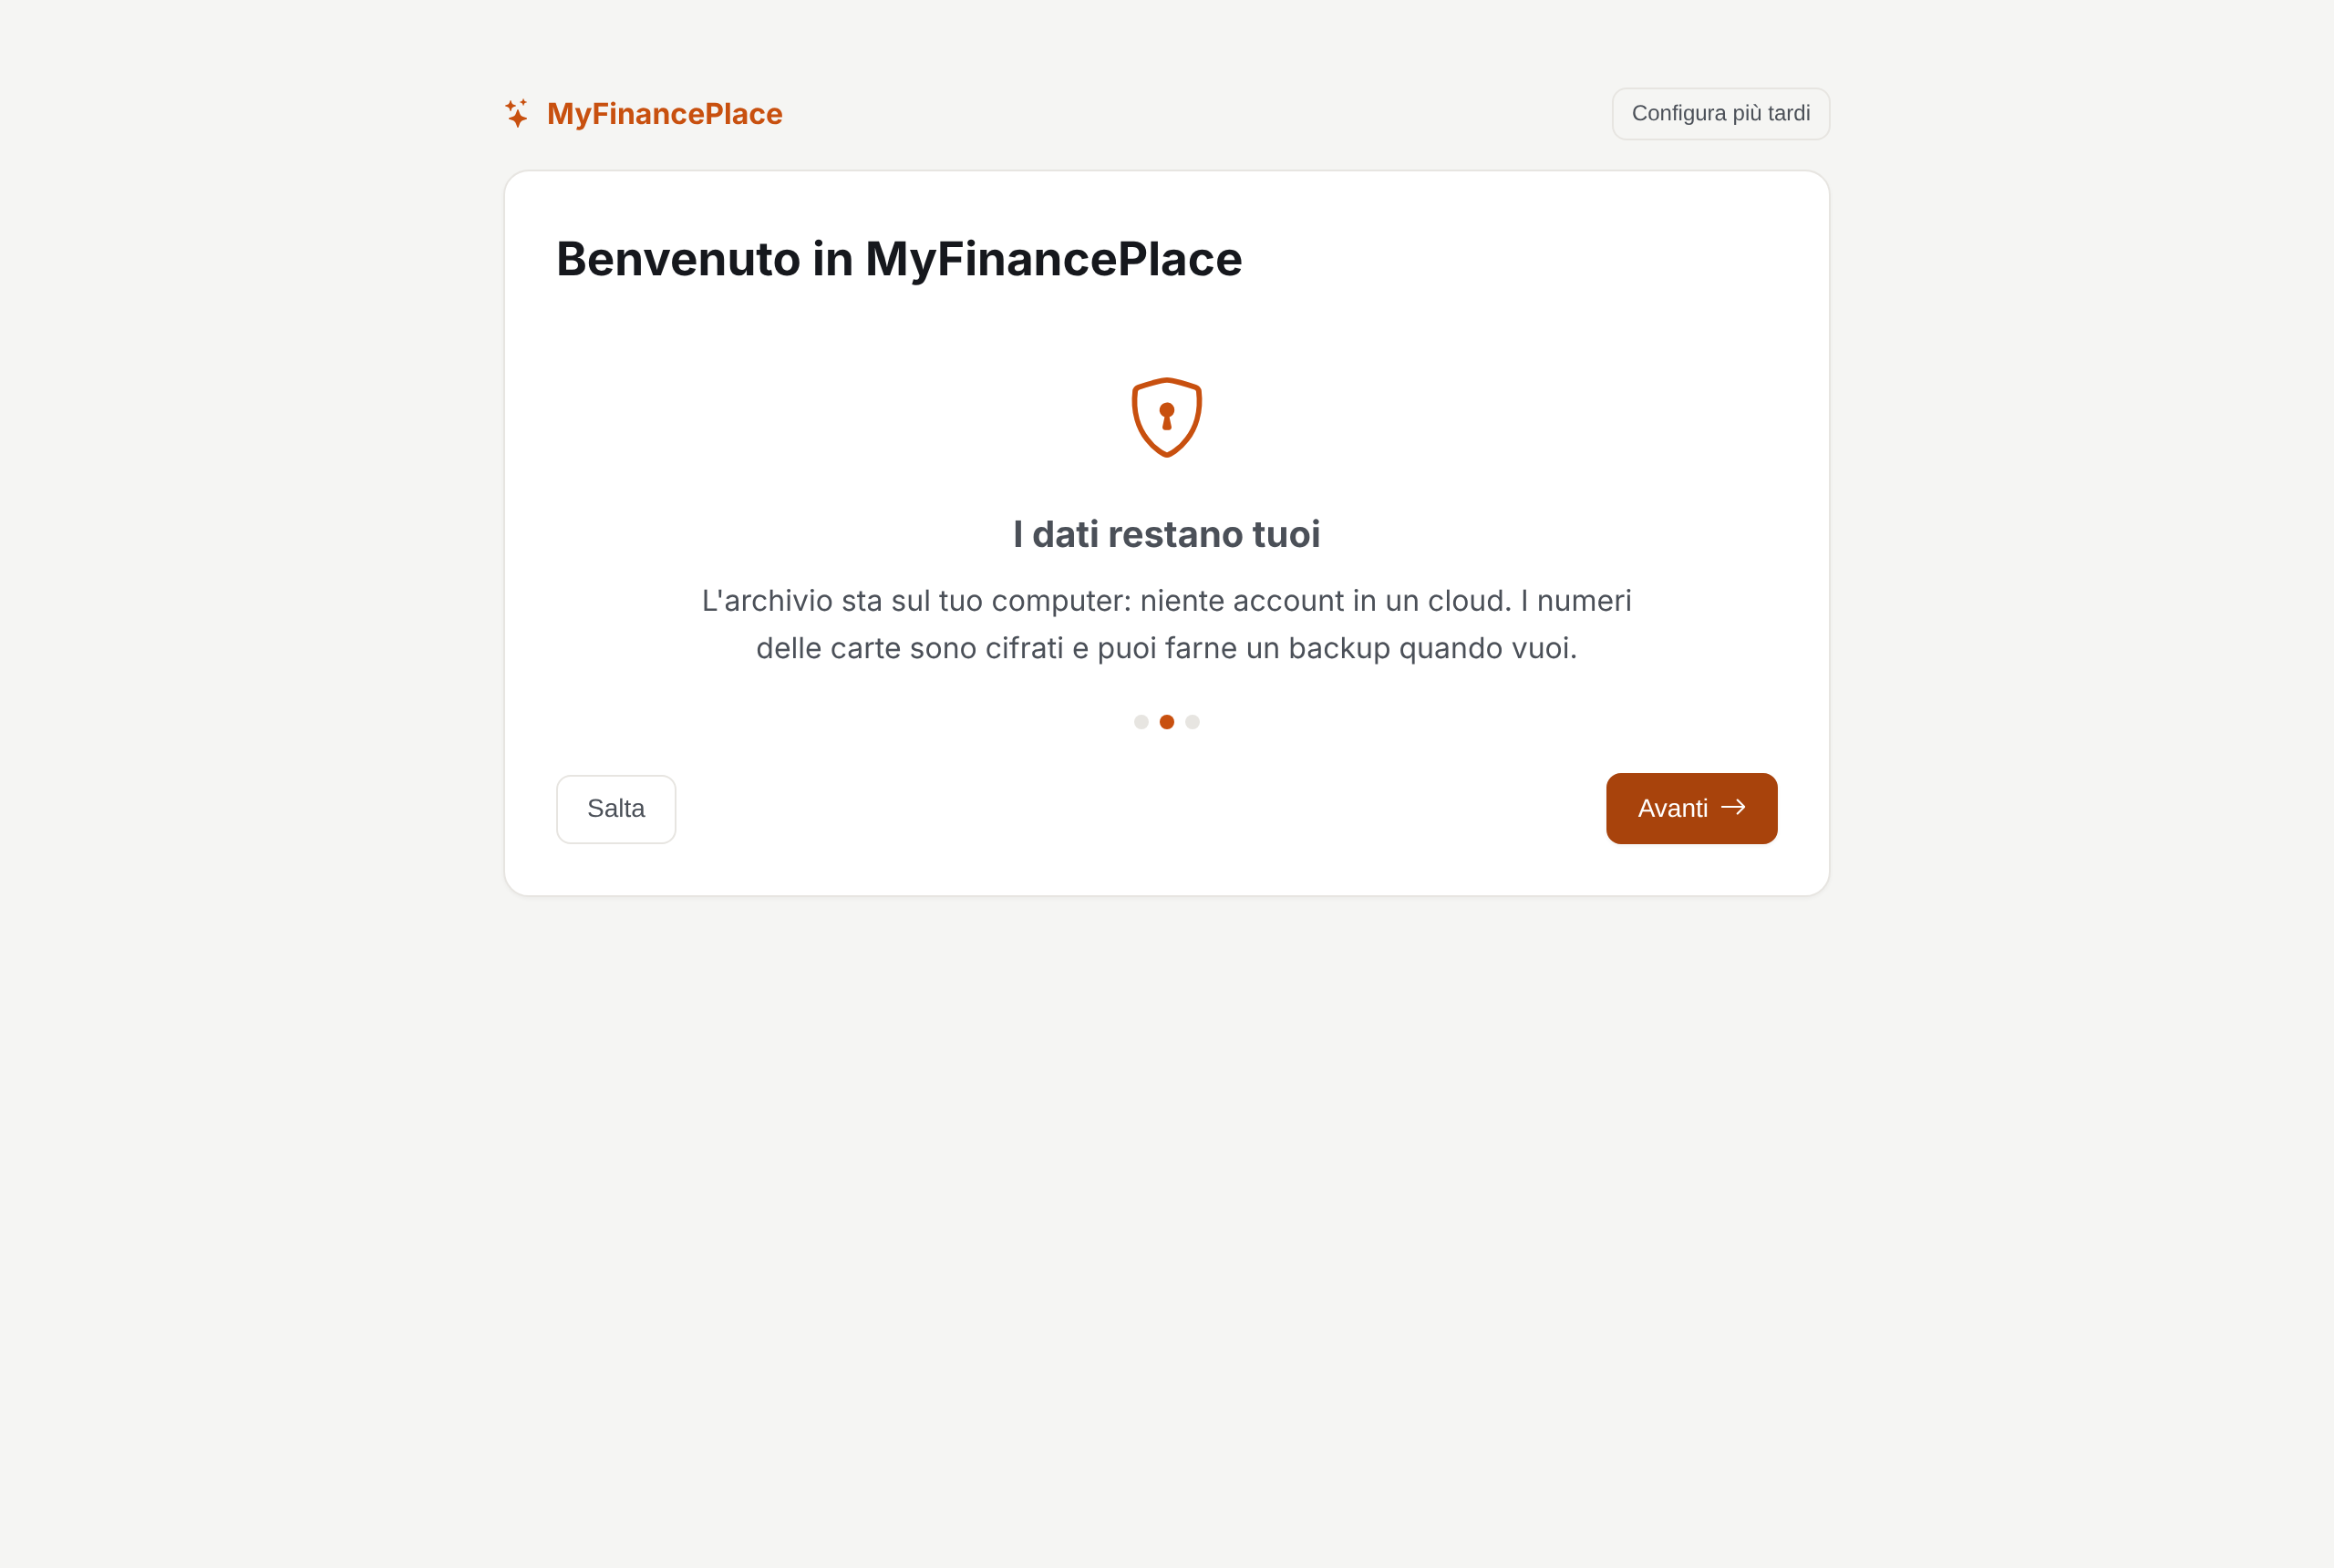 MyFinancePlace
Configura più tardi
Benvenuto in MyFinancePlace
I dati restano tuoi
L'archivio sta sul tuo computer: niente account in un cloud. I numeri
delle carte sono cifrati e puoi farne un backup quando vuoi.
Salta
Avanti